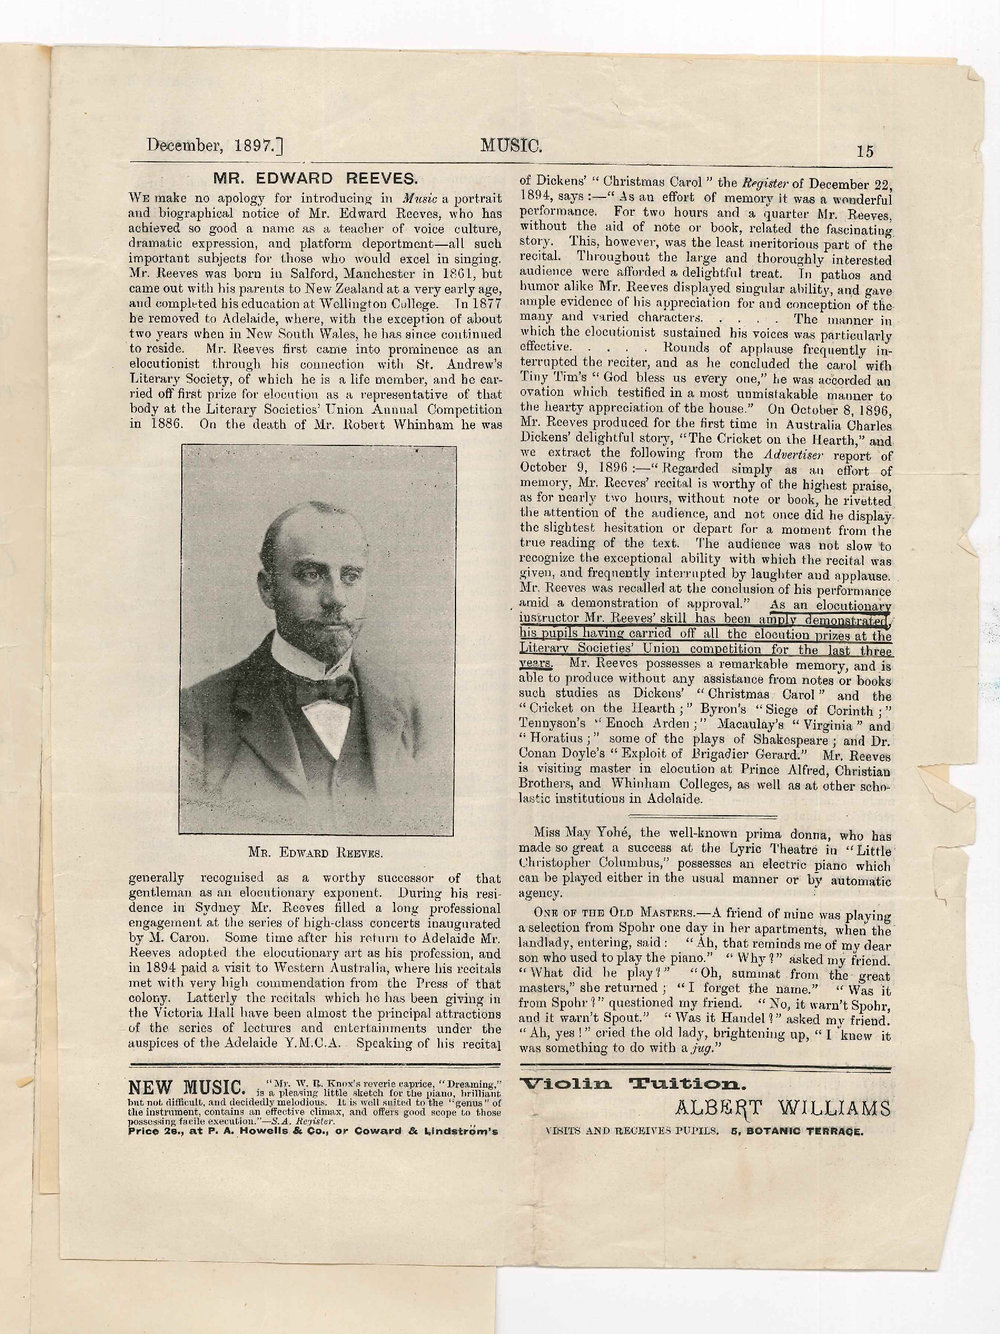 December, 1897.]
MUSIC.
15
MR. EDWARD REEVES.
WE make no apology for introducing in Music a portrait
and biographical notice of Mr. Edward Reeves, who has
achieved so good a name as a teacher of voice culture,
dramatic expression, and platform deportment—all such
important subjects for those who would excel in singing.
Mr. Reeves was born in Salford, Manchester in 1861, but
came out with his parents to New Zealand at a very early age,
and completed his education at Wellington College. In 1877
he removed to Adelaide, where, with the exception of about
two years when in New South Wales, he has since continued
to reside. Mr. Reeves first came into prominence as an
elocutionist through his connection with St. Andrew's
Literary Society, of which he is a life member, and he car-
ried off first prize for elocution as a representative of that
body at the Literary Societies' Union Annual Competition
in 1886. On the death of Mr. Robert Whinham he was
MR. EDWARD REEVES.
generally recognised as a worthy successor of that
gentleman as an elocutionary exponent. During his resi-
dence in Sydney Mr. Reeves filled a long professional
engagement at the series of high-class concerts inaugurated
by M. Caron. Some time after his return to Adelaide Mr.
Reeves adopted the elocutionary art as his profession, and
in 1894 paid a visit to Western Australia, where his recitals
met with very high commendation from the Press of that
colony. Latterly the recitals which he has been giving in
the Victoria Hall have been almost the principal attractions
of the series of lectures and entertainments under the
auspices of the Adelaide Y.M.C.A. Speaking of his recital
of Dickens' "Christmas Carol" the Register of December 22,
1894, says :—"As an effort of memory it was a wonderful
performance. For two hours and a quarter Mr. Reeves,
without the aid of note or book, related the fascinating
story. This, however, was the least meritorious part of the
recital. Throughout the large and thoroughly interested
audience were afforded a delightful treat. In pathos and
humor alike Mr. Reeves displayed singular ability, and gave
ample evidence of his appreciation for and conception of the
many and varied characters. . . . . The manner in
which the elocutionist sustained his voices was particularly
effective. . . . . Rounds of applause frequently in-
terrupted the reciter, and as he concluded the carol with
Tiny Tim's "God bless us every one," he was accorded an
ovation which testified in a most unmistakable manner to
the hearty appreciation of the house." On October 8, 1896,
Mr. Reeves produced for the first time in Australia Charles
Dickens' delightful story, "The Cricket on the Hearth," and
we extract the following from the Advertiser report of
October 9, 1896 :—"Regarded simply as an effort of
memory, Mr. Reeves' recital is worthy of the highest praise,
as for nearly two hours, without note or book, he rivetted
the attention of the audience, and not once did he display
the slightest hesitation or depart for a moment from the
true reading of the text. The audience was not slow to
recognize the exceptional ability with which the recital was
given, and frequently interrupted by laughter and applause.
Mr. Reeves was recalled at the conclusion of his performance
amid a demonstration of approval." As an elocutionary
instructor Mr. Reeves' skill has been amply demonstrated,
his pupils having carried off all the elocution prizes at the
Literary Societies' Union competition for the last three
years. Mr. Reeves possesses a remarkable memory, and is
able to produce without any assistance from notes or books
such studies as Dickens' "Christmas Carol" and the
"Cricket on the Hearth;" Byron's "Siege of Corinth;"
Tennyson's "Enoch Arden;" Macaulay's "Virginia" and
"Horatius;" some of the plays of Shakespeare; and Dr.
Conan Doyle's "Exploit of Brigadier Gerard." Mr. Reeves
is visiting master in elocution at Prince Alfred, Christian
Brothers, and Whinham Colleges, as well as at other scho-
lastic institutions in Adelaide.
Miss May Yohé, the well-known prima donna, who has
made so great a success at the Lyric Theatre in "Little
Christopher Columbus," possesses an electric piano which
can be played either in the usual manner or by automatic
agency.
ONE OF THE OLD MASTERS.—A friend of mine was playing
a selection from Spohr one day in her apartments, when the
landlady, entering, said: "Ah, that reminds me of my dear
son who used to play the piano." "Why?" asked my friend.
"What did he play?" "Oh, summat from the great
masters," she returned; "I forget the name." "Was it
from Spohr?" questioned my friend. "No, it warn't Spohr,
and it warn't Spout." "Was it Handel?" asked my friend.
"Ah, yes!" cried the old lady, brightening up, "I knew it
was something to do with a jug."
NEW MUSIC. "Mr. W. R. Knox's reverie caprice, "Dreaming,"
is a pleasing little sketch for the piano, brilliant
but not difficult, and decidedly melodious. It is well suited to the "genus" of
the instrument, contains an effective climax, and offers good scope to those
possessing facile execution."—S.A. Register.
Price 2s., at P. A. Howells & Co., or Coward & Lindström's
Violin Tuition.
ALBERT WILLIAMS
VISITS AND RECEIVES PUPILS. 5, BOTANIC TERRACE.